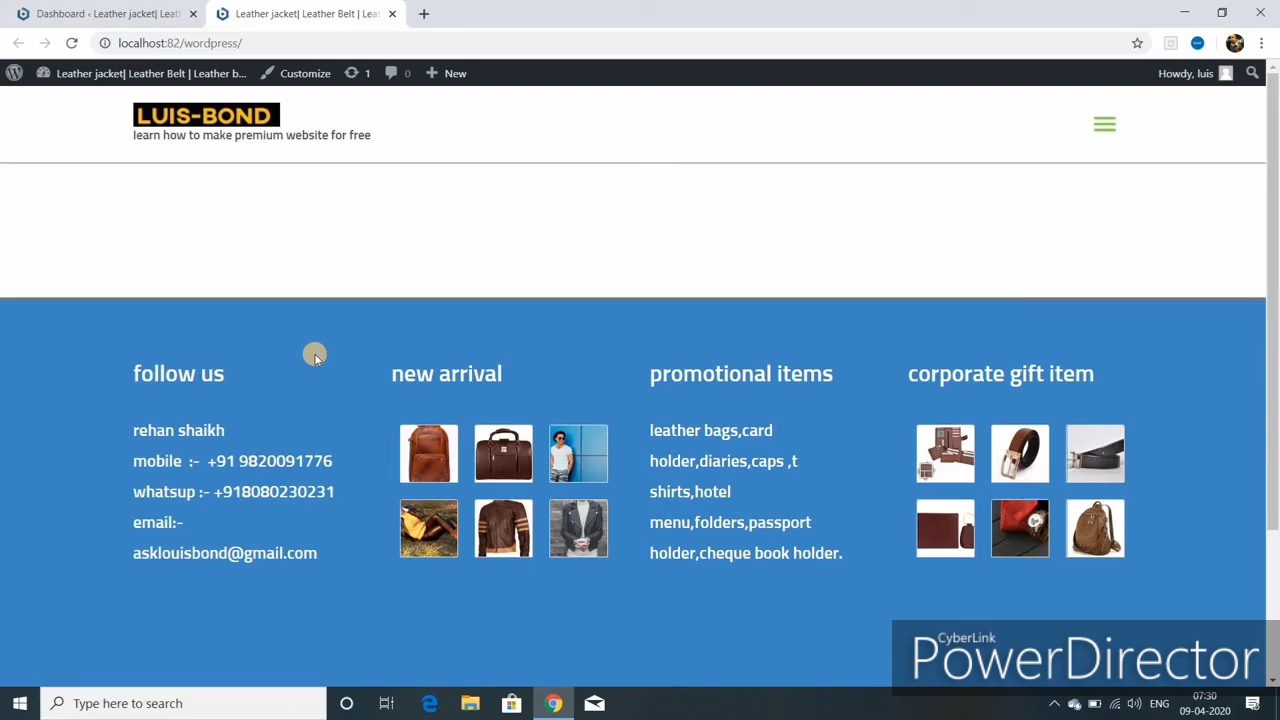 Dashboard ‹ Leather jacket| Leat
Leather jacket| Leather Belt | Lea
localhost:82/wordpress/
Leather jacket| Leather Belt | Leather b...
Customize
1
0
New
Howdy, luis
LUIS-BOND
learn how to make premium website for free
follow us
rehan shaikh
mobile :- +91 9820091776
whatsup :- +918080230231
email:-
asklouisbond@gmail.com
new arrival
promotional items
leather bags,card
holder,diaries,caps ,t
shirts,hotel
menu,folders,passport
holder,cheque book holder.
corporate gift item
CyberLink
PowerDirector
Type here to search
ENG
07:30
09-04-2020